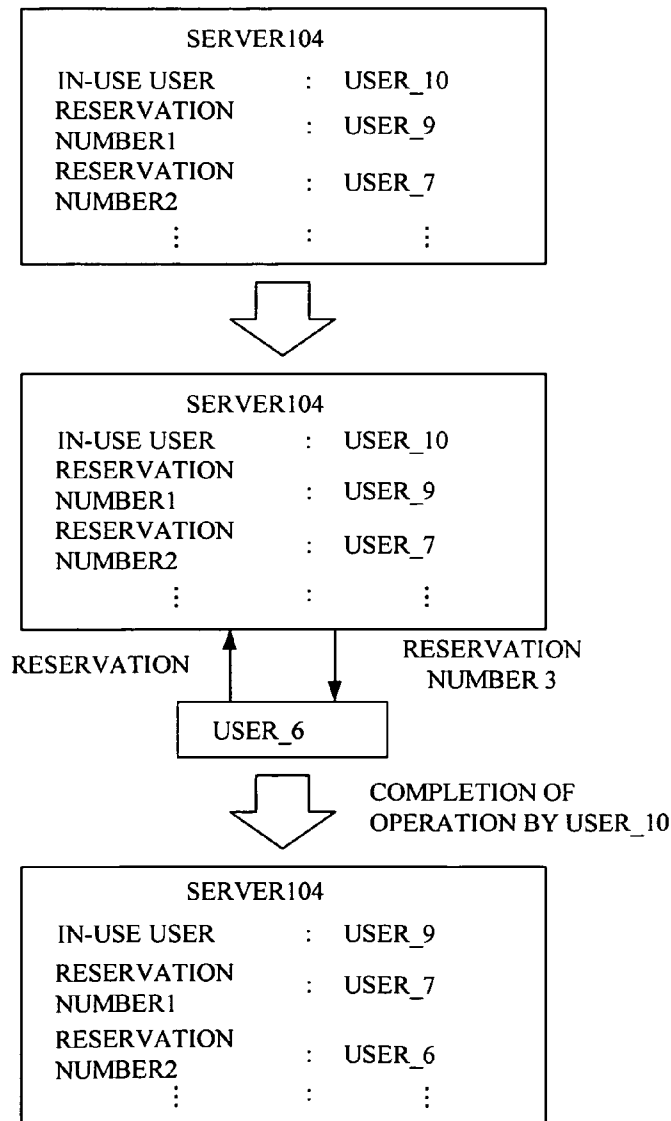 SERVER104
IN-USE USER : USER_10
RESERVATION
NUMBER1 : USER_9
RESERVATION
NUMBER2 : USER_7
⋮ : ⋮
SERVER104
IN-USE USER : USER_10
RESERVATION
NUMBER1 : USER_9
RESERVATION
NUMBER2 : USER_7
⋮ : ⋮
RESERVATION
RESERVATION
NUMBER 3
USER_6
COMPLETION OF
OPERATION BY USER_10
SERVER104
IN-USE USER : USER_9
RESERVATION
NUMBER1 : USER_7
RESERVATION
NUMBER2 : USER_6
⋮ : ⋮